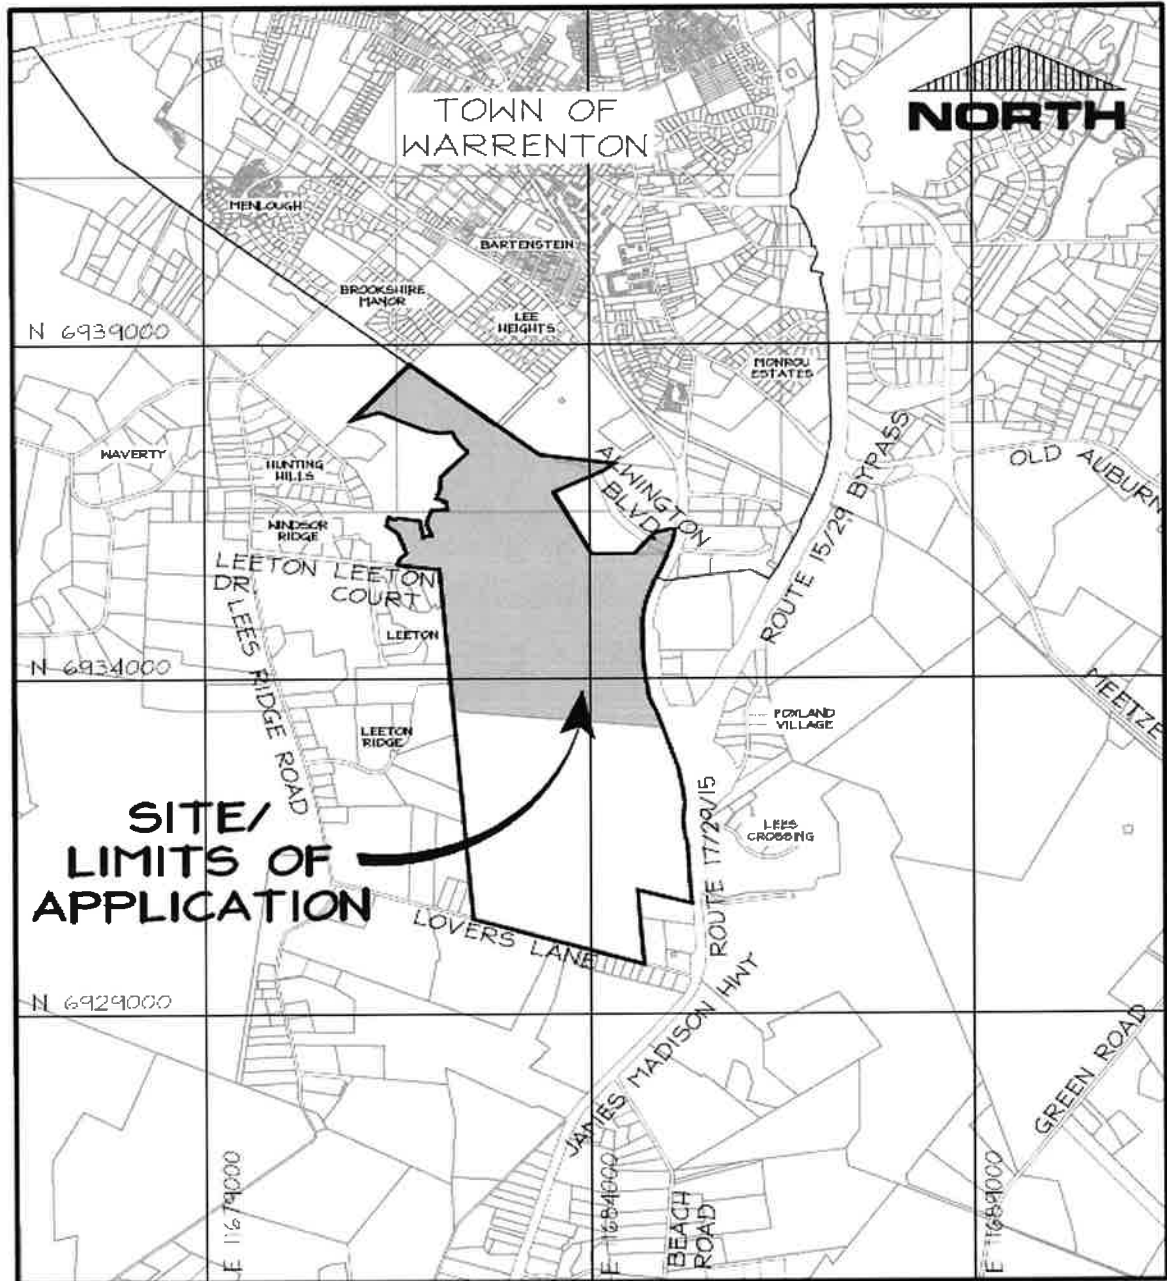 TOWN OF
WARRENTON
NORTH
MENLOUGH
BARTENSTEIN
BROOKSHIRE
MANOR
LEE
HEIGHTS
N 6939000
MONROU
ESTATES
WAVERTY
HUNTING
HILLS
ALWINGTON
BLVD
ROUTE 15/29 BYPASS
OLD AUBURN
WINDSOR
RIDGE
LEETON
DR
LEETON
COURT
LEETON
LEES RIDGE ROAD
N 6934000
MEETZE
FOXLAND
VILLAGE
LEETON
RIDGE
SITE/
LIMITS OF
APPLICATION
LEES
CROSSING
ROUTE 17/29/15
LOVERS LANE
N 6929000
JAMES MADISON HWY
GREEN ROAD
E 11679000
E 11684000
BEACH
ROAD
E 11689000